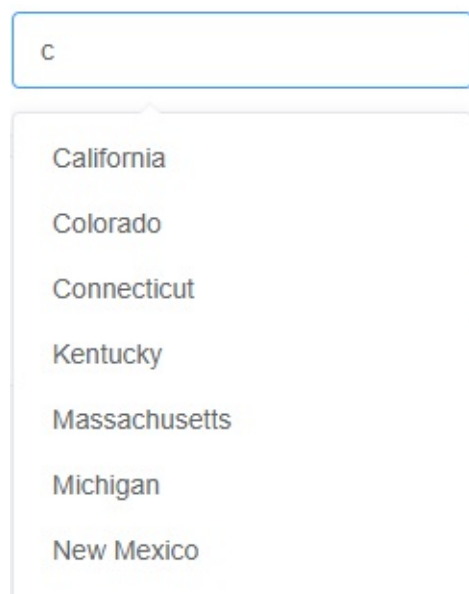 c
California
Colorado
Connecticut
Kentucky
Massachusetts
Michigan
New Mexico